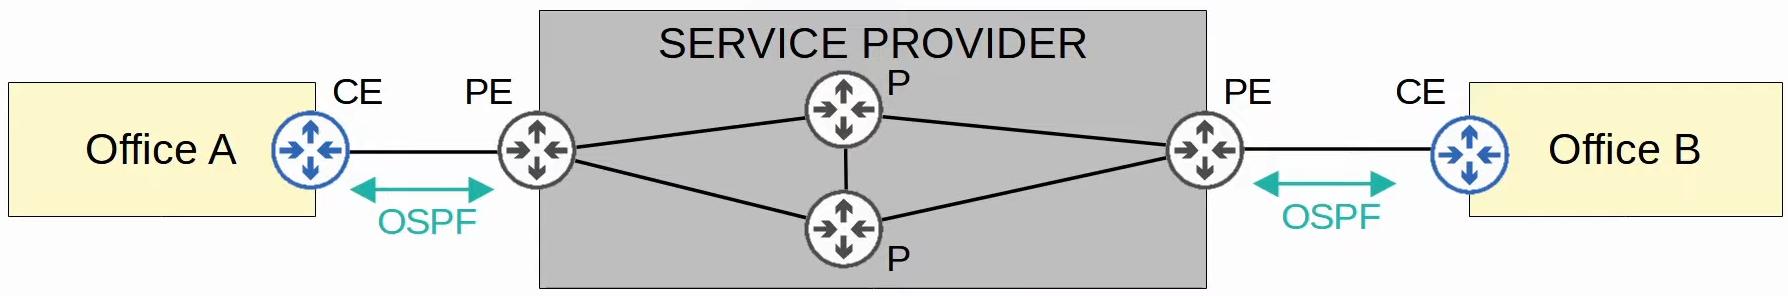 SERVICE PROVIDER
P
CE
PE
PE
CE
Office A
Office B
OSPF
OSPF
P